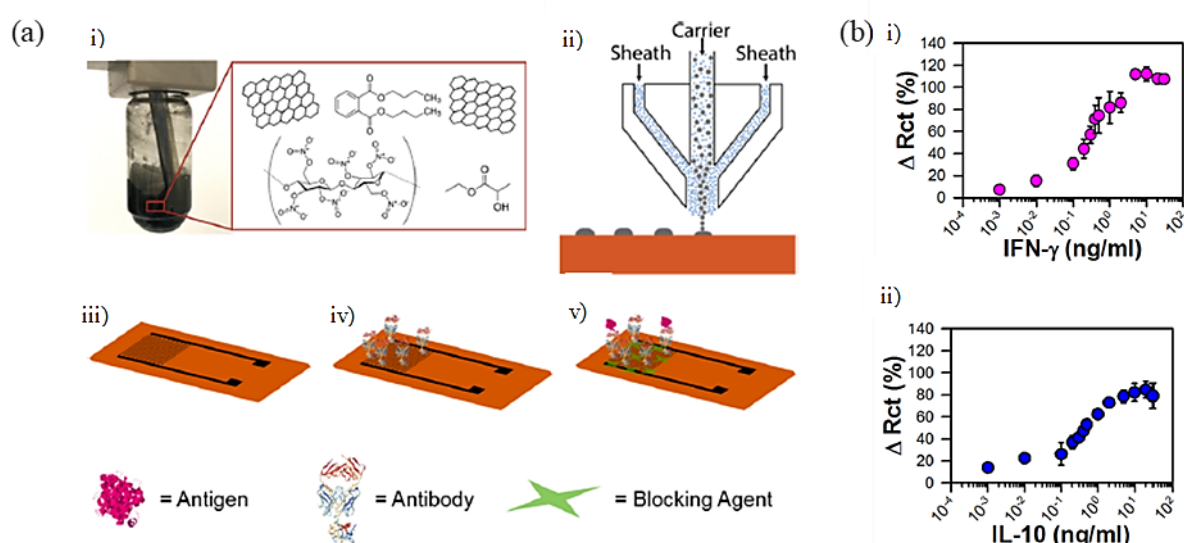 (a)
i)
ii)
Carrier
Sheath
Sheath
iii)
iv)
v)
= Antigen
= Antibody
= Blocking Agent
(b)
i)
Δ Rct (%)
140
120
100
80
60
40
20
0
10-4
10-3
10-2
10-1
100
101
102
IFN-γ (ng/ml)
ii)
Δ Rct (%)
140
120
100
80
60
40
20
0
10-4
10-3
10-2
10-1
100
101
102
IL-10 (ng/ml)